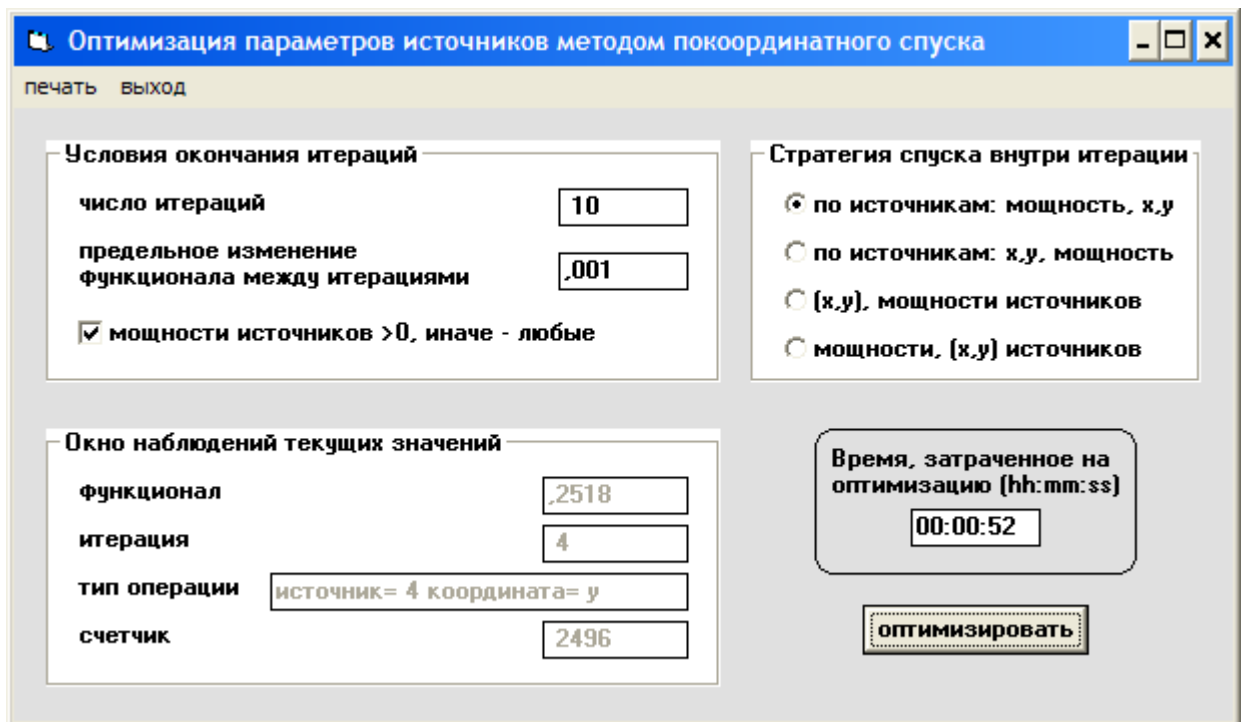 Оптимизация параметров источников методом покоординатного спуска
печать выход
Условия окончания итераций
число итераций 10
предельное изменение
функционала между итерациями ,001
мощности источников >0, иначе - любые
Стратегия спуска внутри итерации
по источникам: мощность, x,y
по источникам: x,y, мощность
(x,y), мощности источников
мощности, (x,y) источников
Окно наблюдений текущих значений
функционал ,2518
итерация 4
тип операции источник= 4 координата= y
счетчик 2496
Время, затраченное на
оптимизацию (hh:mm:ss)
00:00:52
оптимизировать